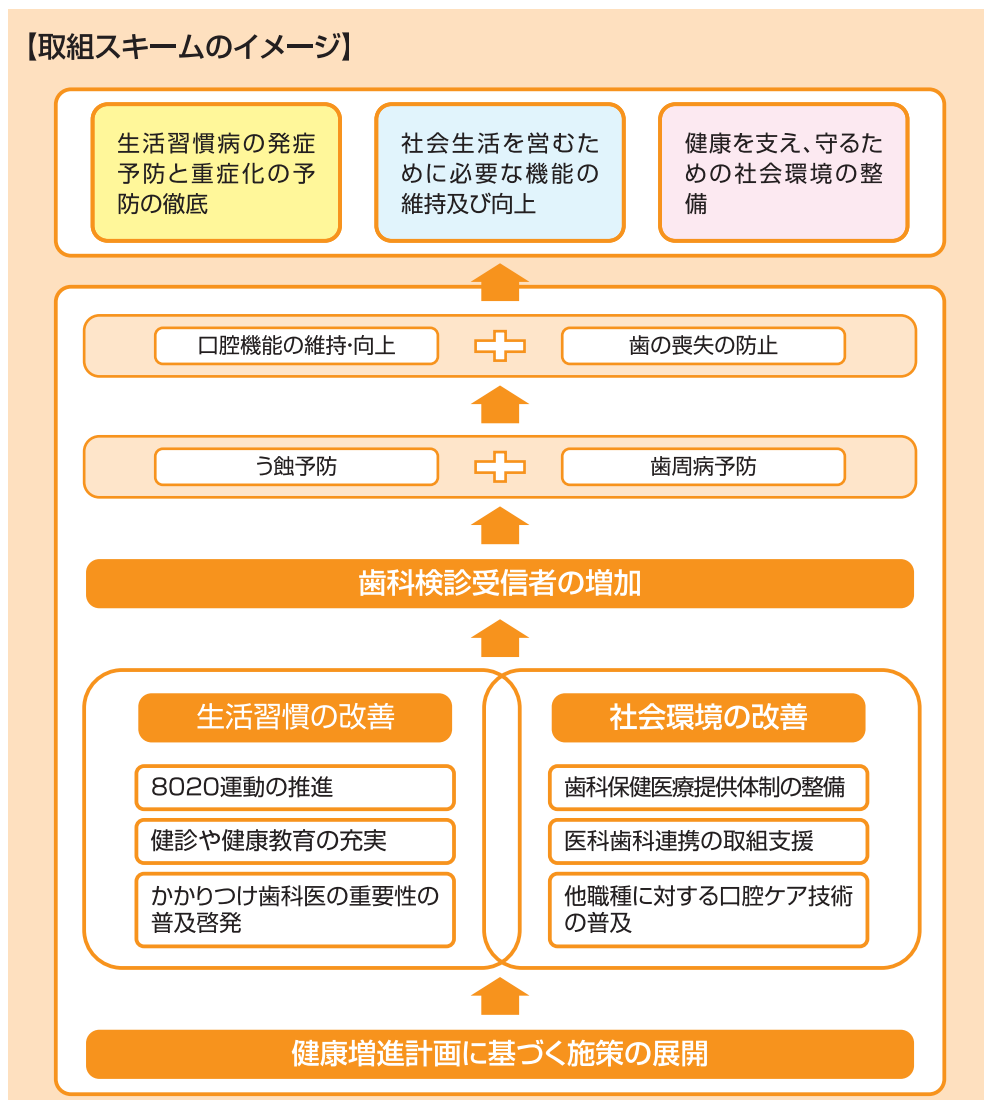 【取組スキームのイメージ】
生活習慣病の発症
予防と重症化の予
防の徹底
社会生活を営むた
めに必要な機能の
維持及び向上
健康を支え、守るた
めの社会環境の整
備
口腔機能の維持・向上
歯の喪失の防止
う蝕予防
歯周病予防
歯科検診受信者の増加
生活習慣の改善
8020運動の推進
健診や健康教育の充実
かかりつけ歯科医の重要性の
普及啓発
社会環境の改善
歯科保健医療提供体制の整備
医科歯科連携の取組支援
他職種に対する口腔ケア技術
の普及
健康増進計画に基づく施策の展開